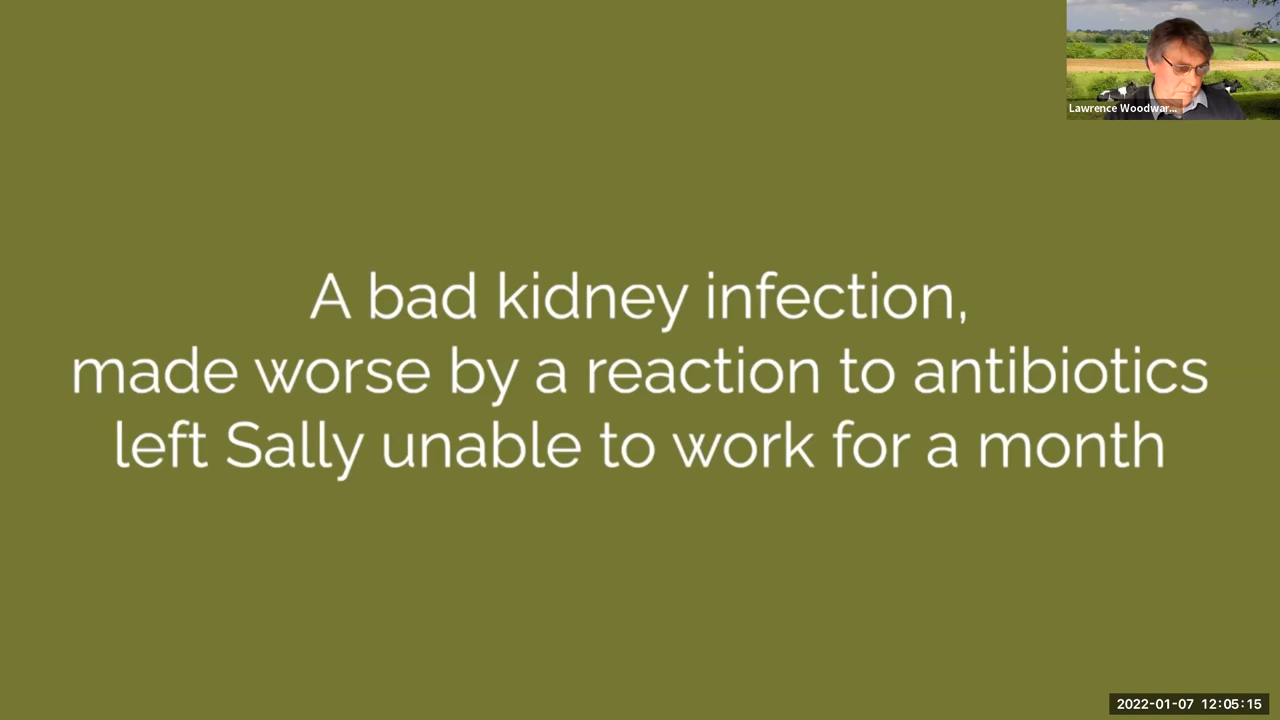 Lawrence Woodwar...
A bad kidney infection,
made worse by a reaction to antibiotics
left Sally unable to work for a month
2022-01-07 12:05:15